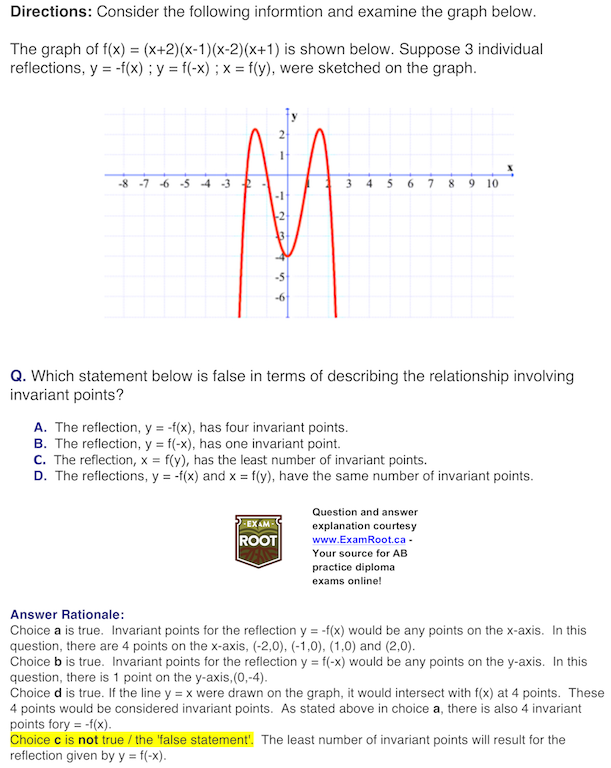 Directions: Consider the following informtion and examine the graph below.
The graph of f(x) = (x+2)(x-1)(x-2)(x+1) is shown below. Suppose 3 individual
reflections, y = -f(x) ; y = f(-x) ; x = f(y), were sketched on the graph.
y
2
1
x
-8 -7 -6 -5 -4 -3 -2 - 1 2 3 4 5 6 7 8 9 10
-1
-2
-3
-4
-5
-6
Q. Which statement below is false in terms of describing the relationship involving
invariant points?
A. The reflection, y = -f(x), has four invariant points.
B. The reflection, y = f(-x), has one invariant point.
C. The reflection, x = f(y), has the least number of invariant points.
D. The reflections, y = -f(x) and x = f(y), have the same number of invariant points.
EXAM
ROOT
Question and answer
explanation courtesy
www.ExamRoot.ca -
Your source for AB
practice diploma
exams online!
Answer Rationale:
Choice a is true. Invariant points for the reflection y = -f(x) would be any points on the x-axis. In this
question, there are 4 points on the x-axis, (-2,0), (-1,0), (1,0) and (2,0).
Choice b is true. Invariant points for the reflection y = f(-x) would be any points on the y-axis. In this
question, there is 1 point on the y-axis,(0,-4).
Choice d is true. If the line y = x were drawn on the graph, it would intersect with f(x) at 4 points. These
4 points would be considered invariant points. As stated above in choice a, there is also 4 invariant
points fory = -f(x).
Choice c is not true / the 'false statement'. The least number of invariant points will result for the
reflection given by y = f(-x).